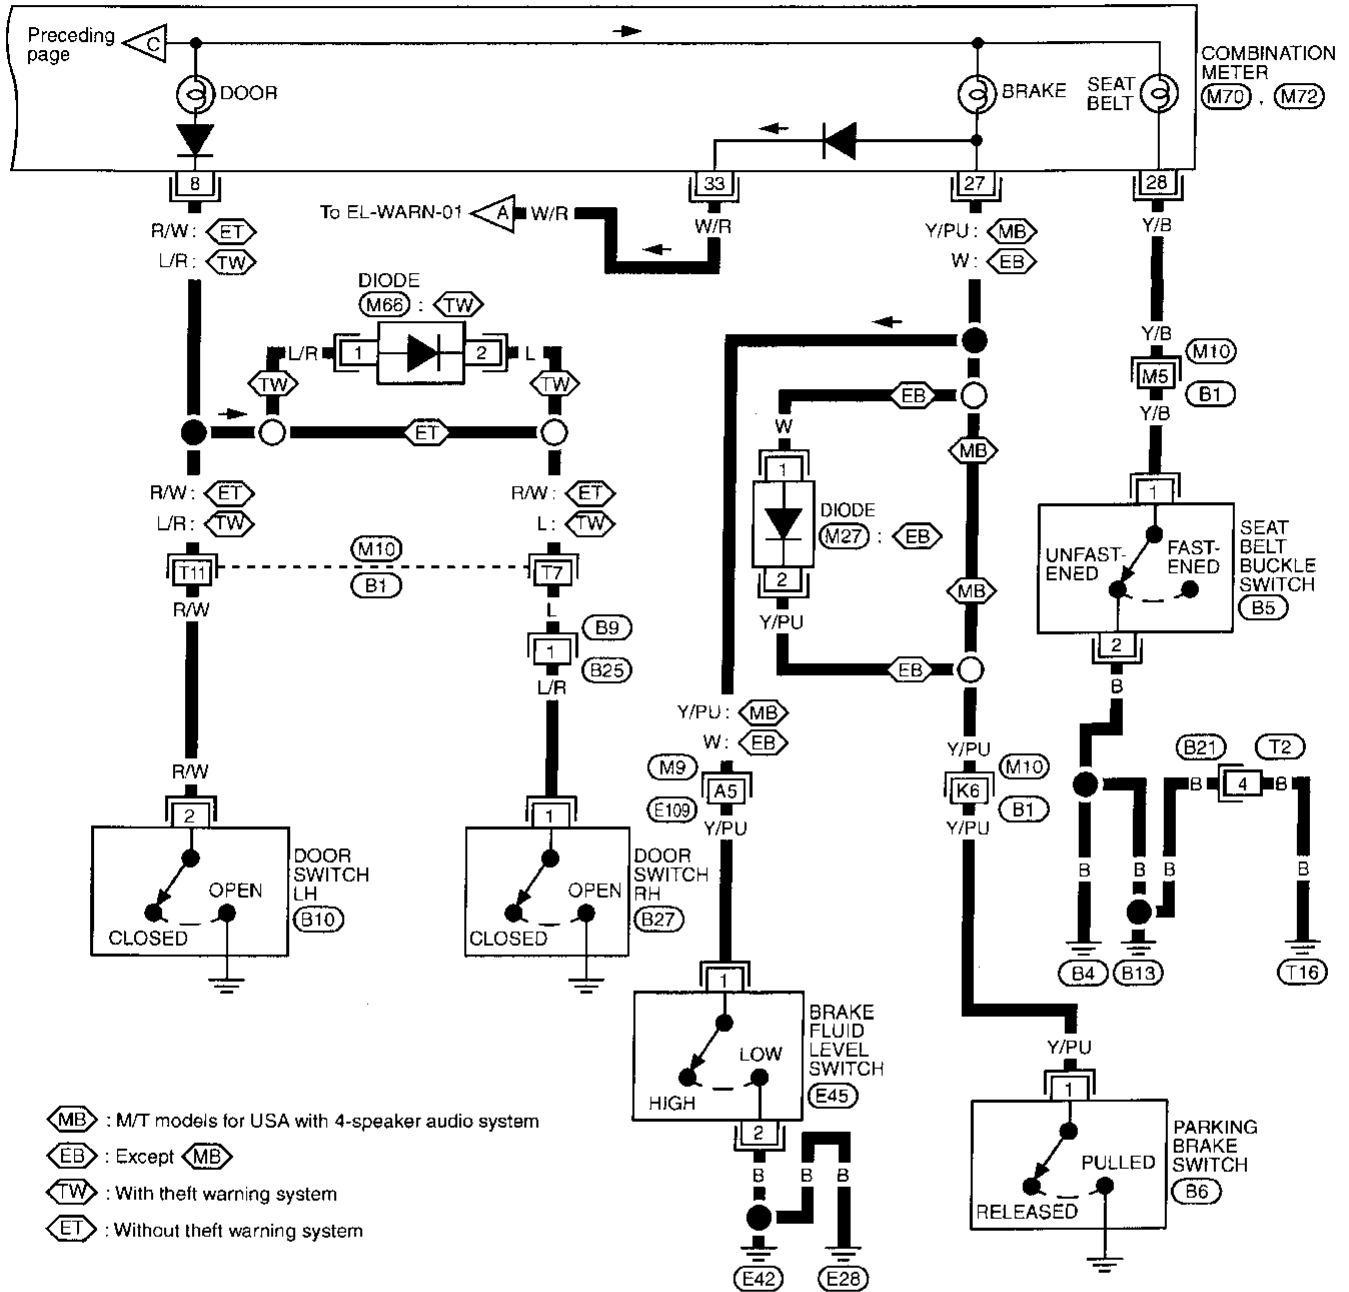 Preceding
page
C
DOOR
BRAKE
SEAT
BELT
COMBINATION
METER
M70 , M72
8
33
27
28
To EL-WARN-01
A
W/R
W/R
R/W : ET
L/R : TW
Y/PU : MB
W : EB
Y/B
DIODE
M66 : TW
L/R
1
2
L
TW
TW
ET
Y/B
M10
M5
B1
Y/B
EB
W
MB
1
DIODE
M27 : EB
2
Y/PU
EB
MB
R/W : ET
L/R : TW
R/W : ET
L : TW
T11
M10
B1
T7
R/W
L
B9
1
B25
L/R
1
UNFAST-
ENED
FAST-
ENED
SEAT
BELT
BUCKLE
SWITCH
B5
2
B
Y/PU : MB
W : EB
M9
A5
E109
Y/PU
Y/PU
M10
K6
B1
Y/PU
B21
T2
B
4
B
B
B
B
B
B4
B13
T16
R/W
2
OPEN
CLOSED
DOOR
SWITCH
LH
B10
1
OPEN
CLOSED
DOOR
SWITCH
RH
B27
1
LOW
HIGH
BRAKE
FLUID
LEVEL
SWITCH
E45
2
B
B
B
E42
E28
Y/PU
1
PULLED
RELEASED
PARKING
BRAKE
SWITCH
B6
MB : M/T models for USA with 4-speaker audio system
EB : Except MB
TW : With theft warning system
ET : Without theft warning system